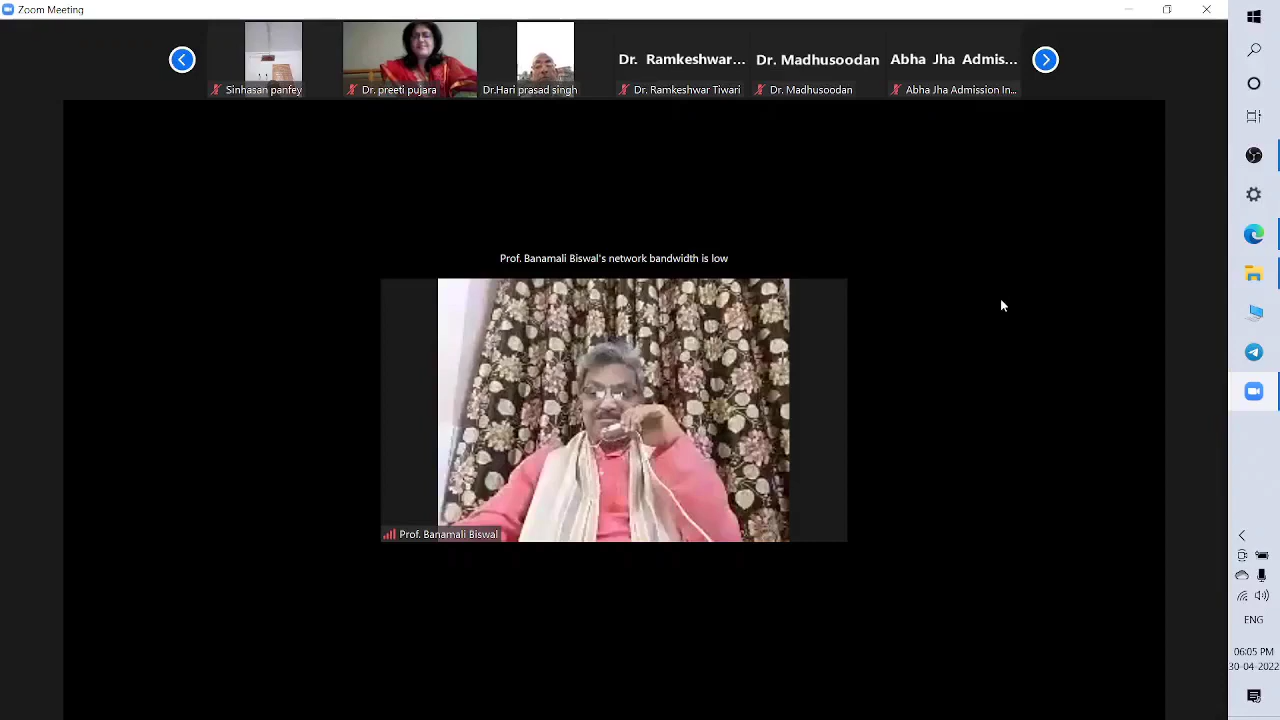 Zoom Meeting
Dr. Ramkeshwar...
Dr. Madhusoodan
Abha Jha Admis...
Sinhasan panfey
Dr.preeti pujara
Dr.Hari prasad singh
Dr. Ramkeshwar Tiwari
Dr. Madhusoodan
Abha Jha Admission In...
Prof. Banamali Biswal's network bandwidth is low
Prof. Banamali Biswal
ENG
06:05 PM
30-04-2022